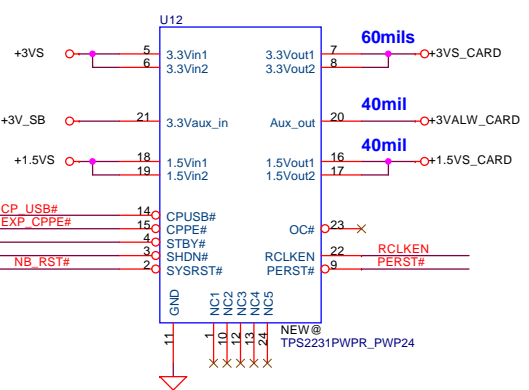 U12
60mils
+3VS 5 3.3Vin1 3.3Vout1 7 +3VS_CARD
6 3.3Vin2 3.3Vout2 8
40mil
+3V_SB 21 3.3Vaux_in Aux_out 20 +3VALW_CARD
40mil
+1.5VS 18 1.5Vin1 1.5Vout1 16 +1.5VS_CARD
19 1.5Vin2 1.5Vout2 17
CP_USB# 14 CPUSB#
EXP_CPPE# 15 CPPE# OC# 23
4 STBY#
3 SHDN# RCLKEN 22 RCLKEN
NB_RST# 2 SYSRST# PERST# 9 PERST#
GND NC1 NC2 NC3 NC4 NC5
11 1 10 12 13 24
NEW@
TPS2231PWPR_PWP24